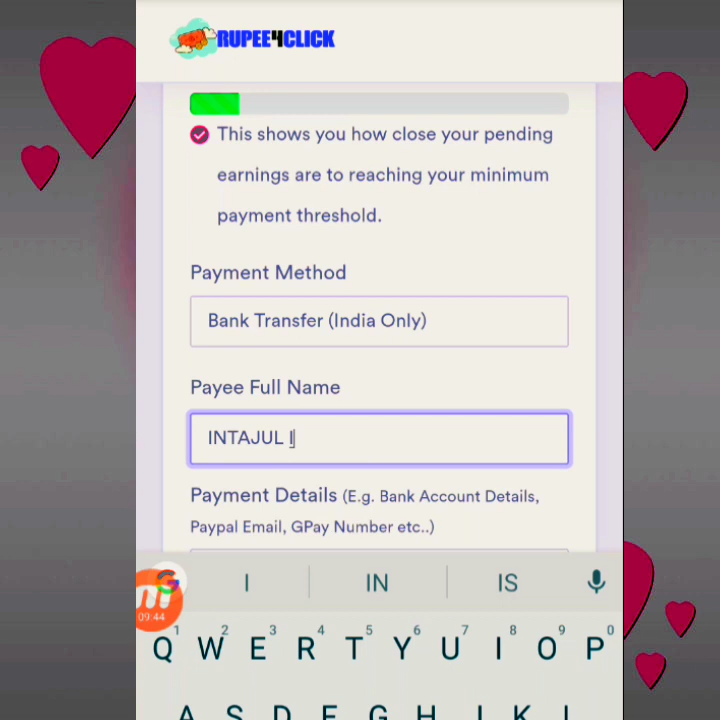 RUPEE4CLICK
This shows you how close your pending
earnings are to reaching your minimum
payment threshold.
Payment Method
Bank Transfer (India Only)
Payee Full Name
INTAJUL I
Payment Details (E.g. Bank Account Details,
Paypal Email, GPay Number etc..)
I IN IS
09:44
1 2 3 4 5 6 7 8 9 0
Q W E R T Y U I O P
A S D F G H J K L